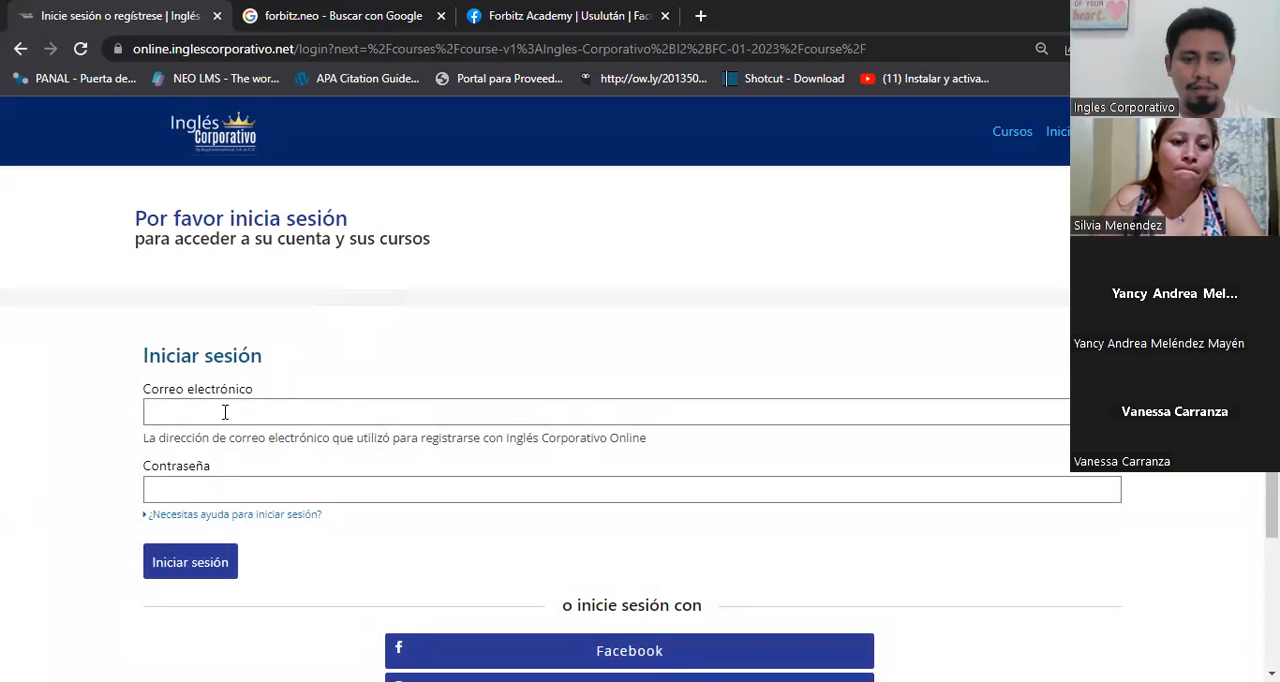 Inicie sesión o regístrese | Inglés
forbitz.neo - Buscar con Google
Forbitz Academy | Usulután | Fac
online.inglescorporativo.net/login?next=%2Fcourses%2Fcourse-v1%3AIngles-Corporativo%2BI2%2BFC-01-2023%2Fcourse%2F
PANAL - Puerta de...
NEO LMS - The wor...
APA Citation Guide...
Portal para Proveed...
http://ow.ly/201350...
Shotcut - Download
(11) Instalar y activa...
Inglés
Corporativo
Cursos
Inici
Por favor inicia sesión
para acceder a su cuenta y sus cursos
Iniciar sesión
Correo electrónico
La dirección de correo electrónico que utilizó para registrarse con Inglés Corporativo Online
Contraseña
¿Necesitas ayuda para iniciar sesión?
Iniciar sesión
o inicie sesión con
Facebook
heart.
Ingles Corporativo
Silvia Menendez
Yancy Andrea Mel...
Yancy Andrea Meléndez Mayén
Vanessa Carranza
Vanessa Carranza